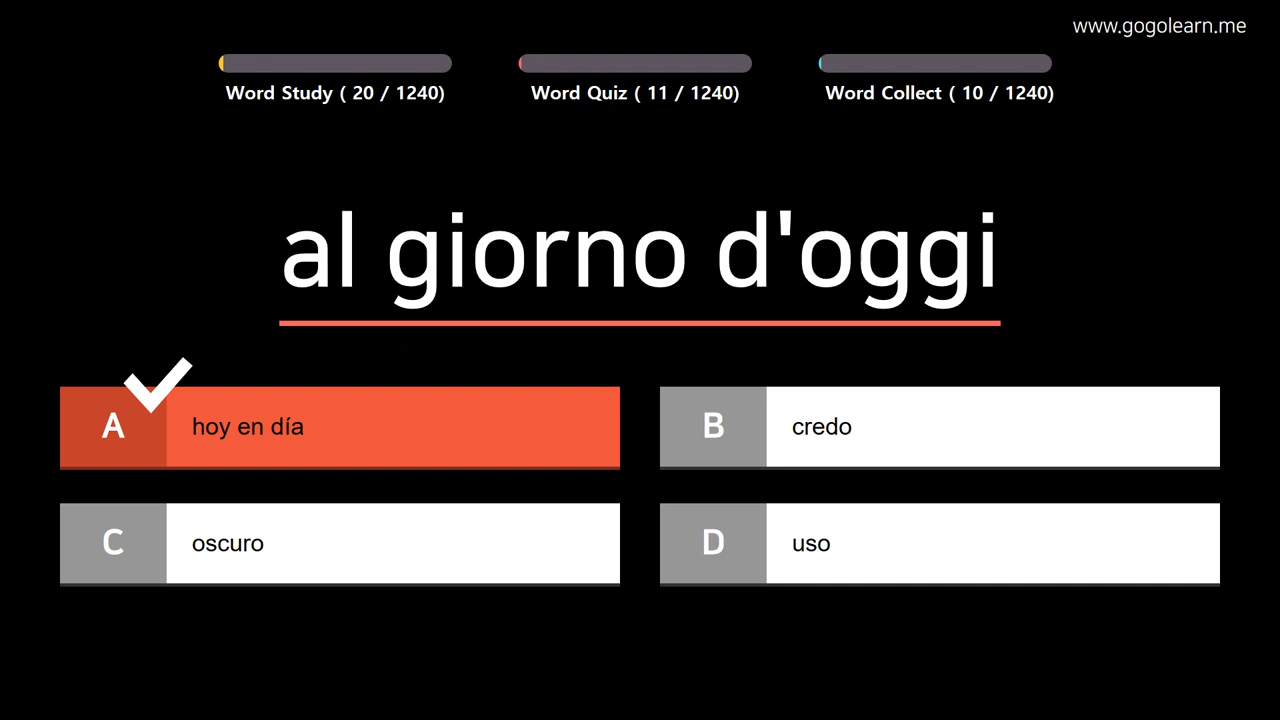 www.gogolearn.me
Word Study ( 20 / 1240)
Word Quiz ( 11 / 1240)
Word Collect ( 10 / 1240)
al giorno d'oggi
A hoy en día
B credo
C oscuro
D uso